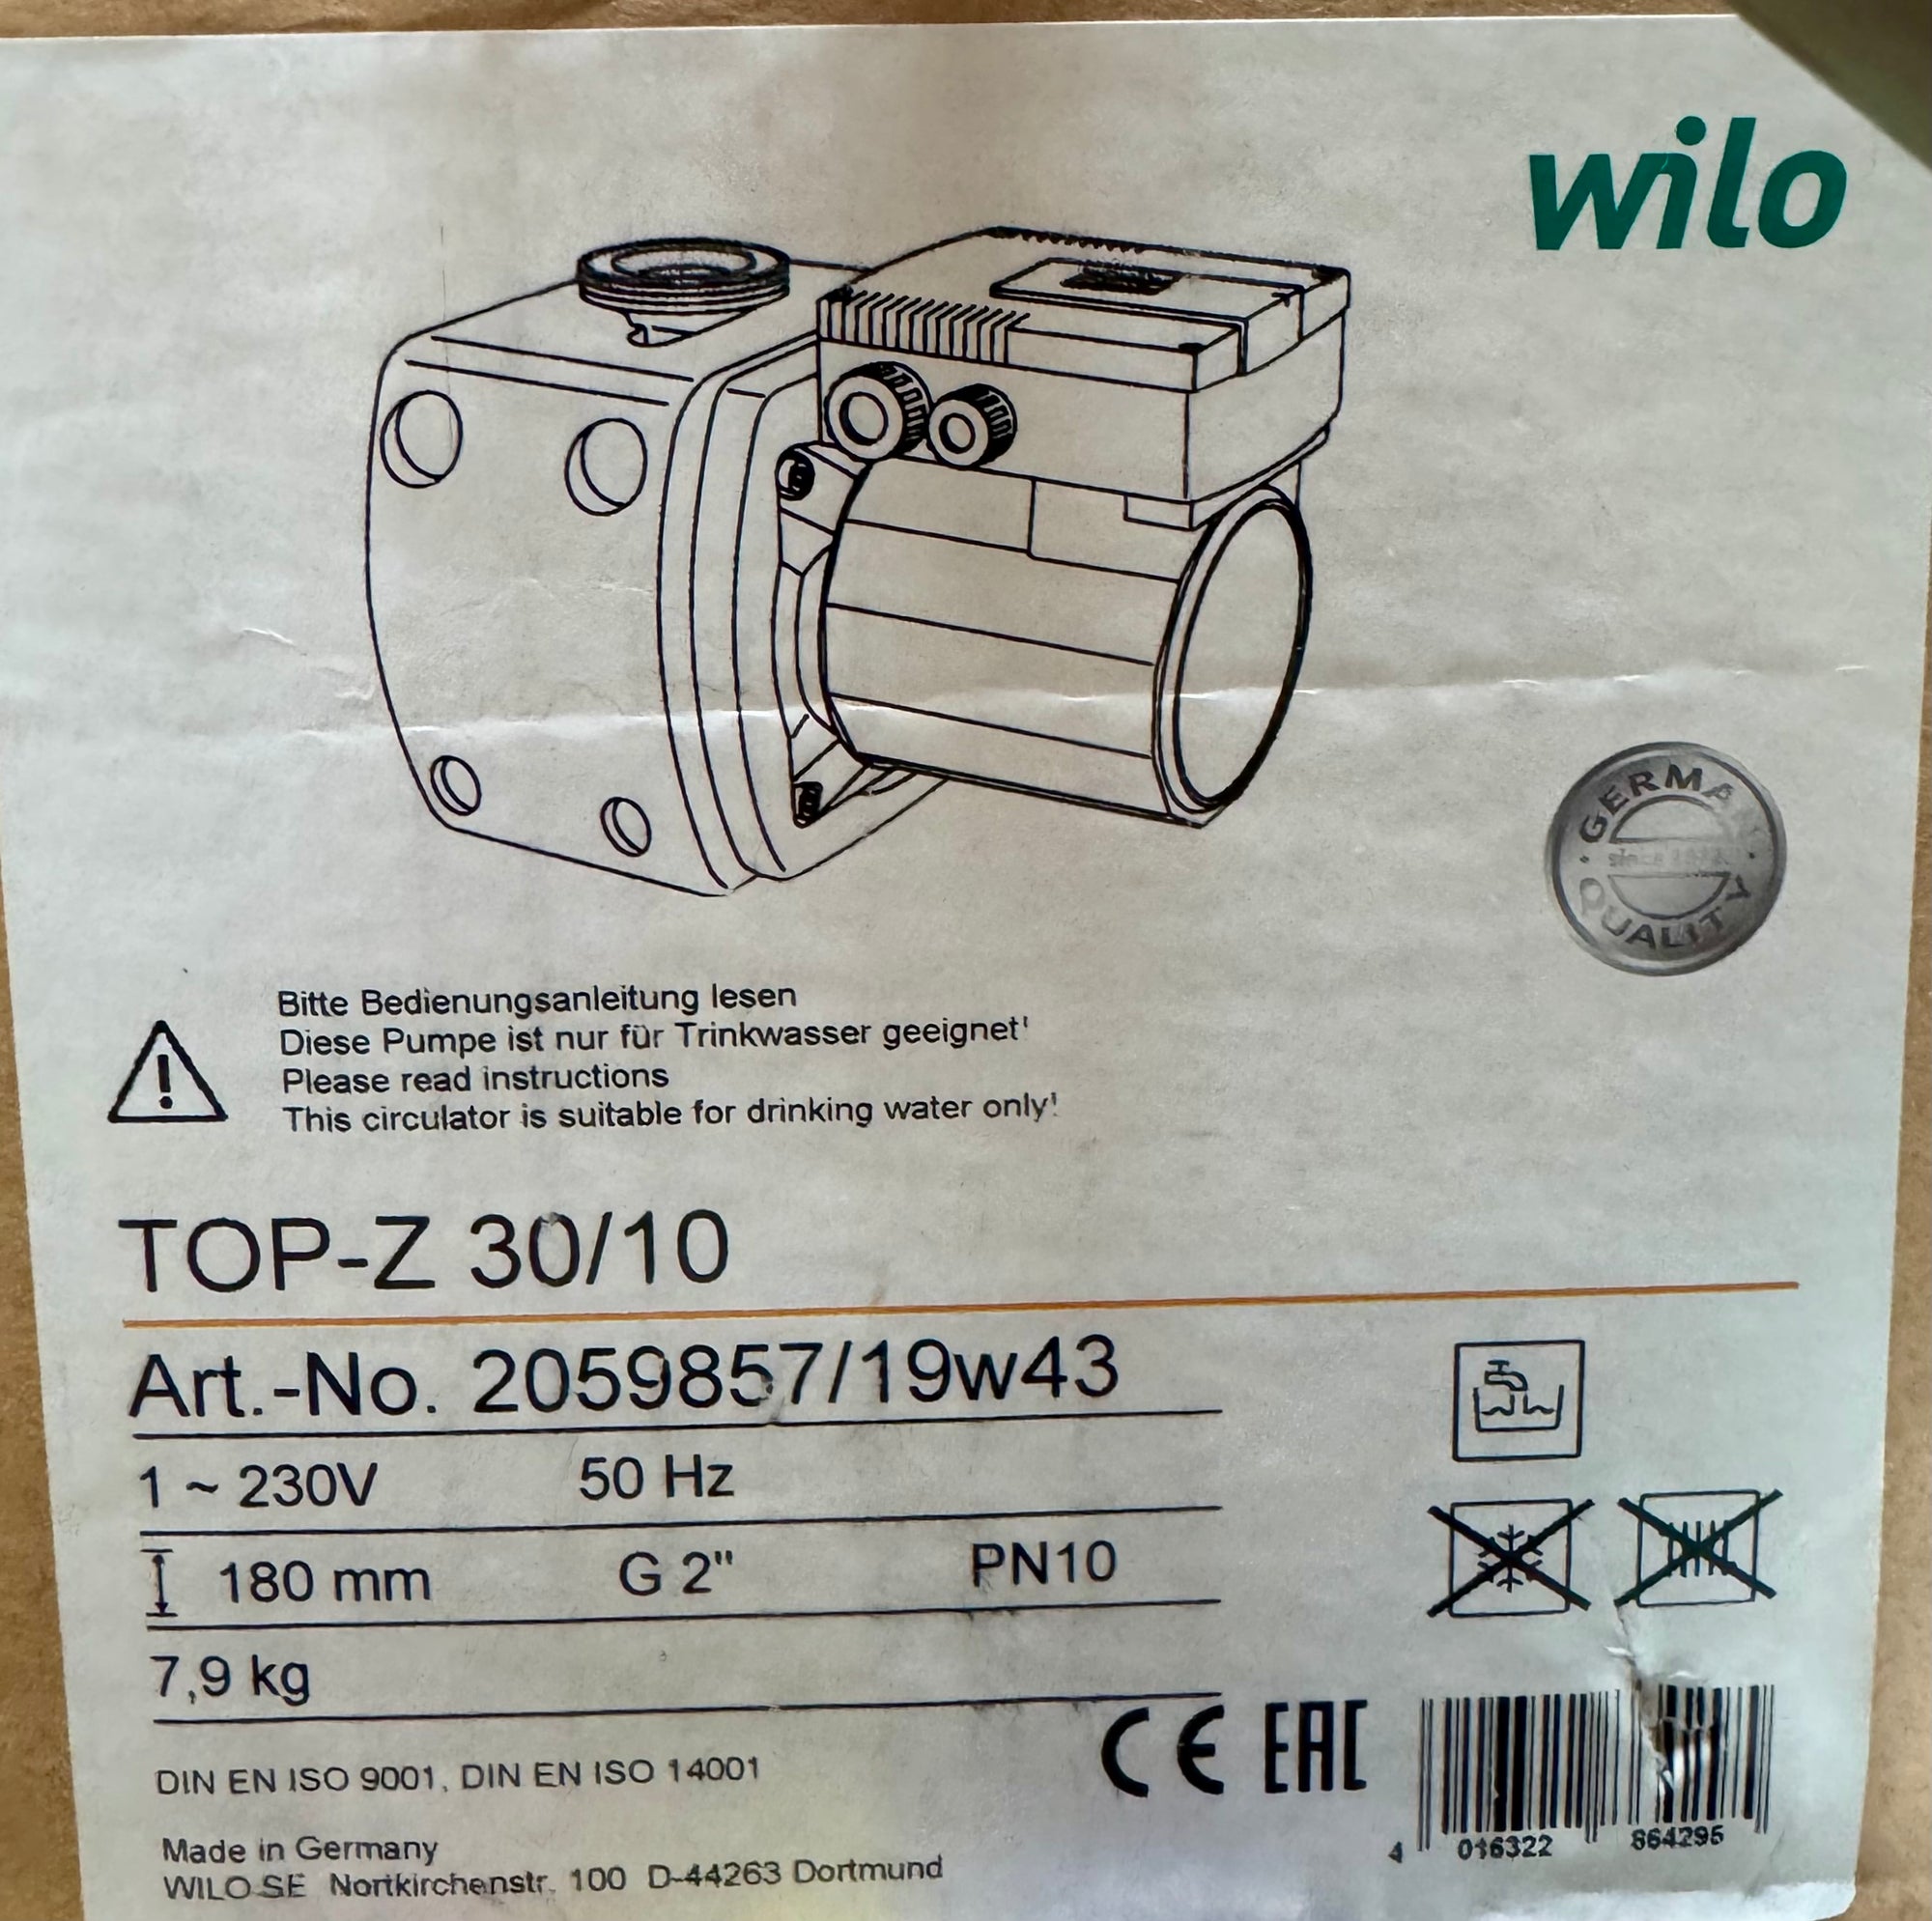 wilo
GERMAN
since 1872
QUALITY
Bitte Bedienungsanleitung lesen
Diese Pumpe ist nur für Trinkwasser geeignet!
Please read instructions
This circulator is suitable for drinking water only!
TOP-Z 30/10
Art.-No. 2059857/19w43
1 ~ 230V 50 Hz
180 mm G 2" PN10
7,9 kg
CE EAC
DIN EN ISO 9001, DIN EN ISO 14001
4 016322 864295
Made in Germany
WILO SE Nortkirchenstr. 100 D-44263 Dortmund